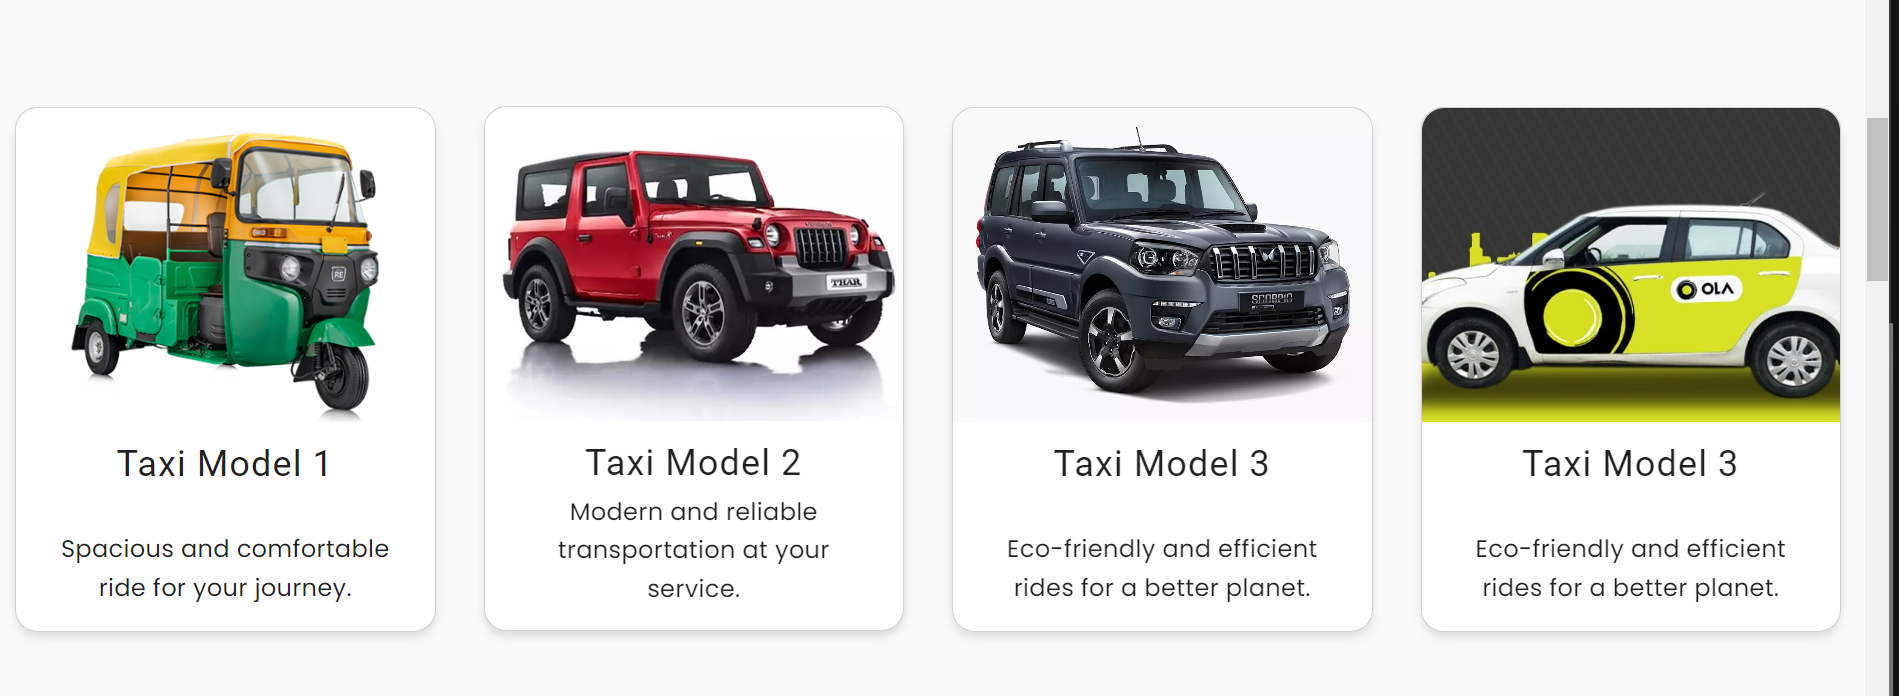 RE
THAR
SCORPIO
OLA
Taxi Model 1
Spacious and comfortable
ride for your journey.
Taxi Model 2
Modern and reliable
transportation at your
service.
Taxi Model 3
Eco-friendly and efficient
rides for a better planet.
Taxi Model 3
Eco-friendly and efficient
rides for a better planet.